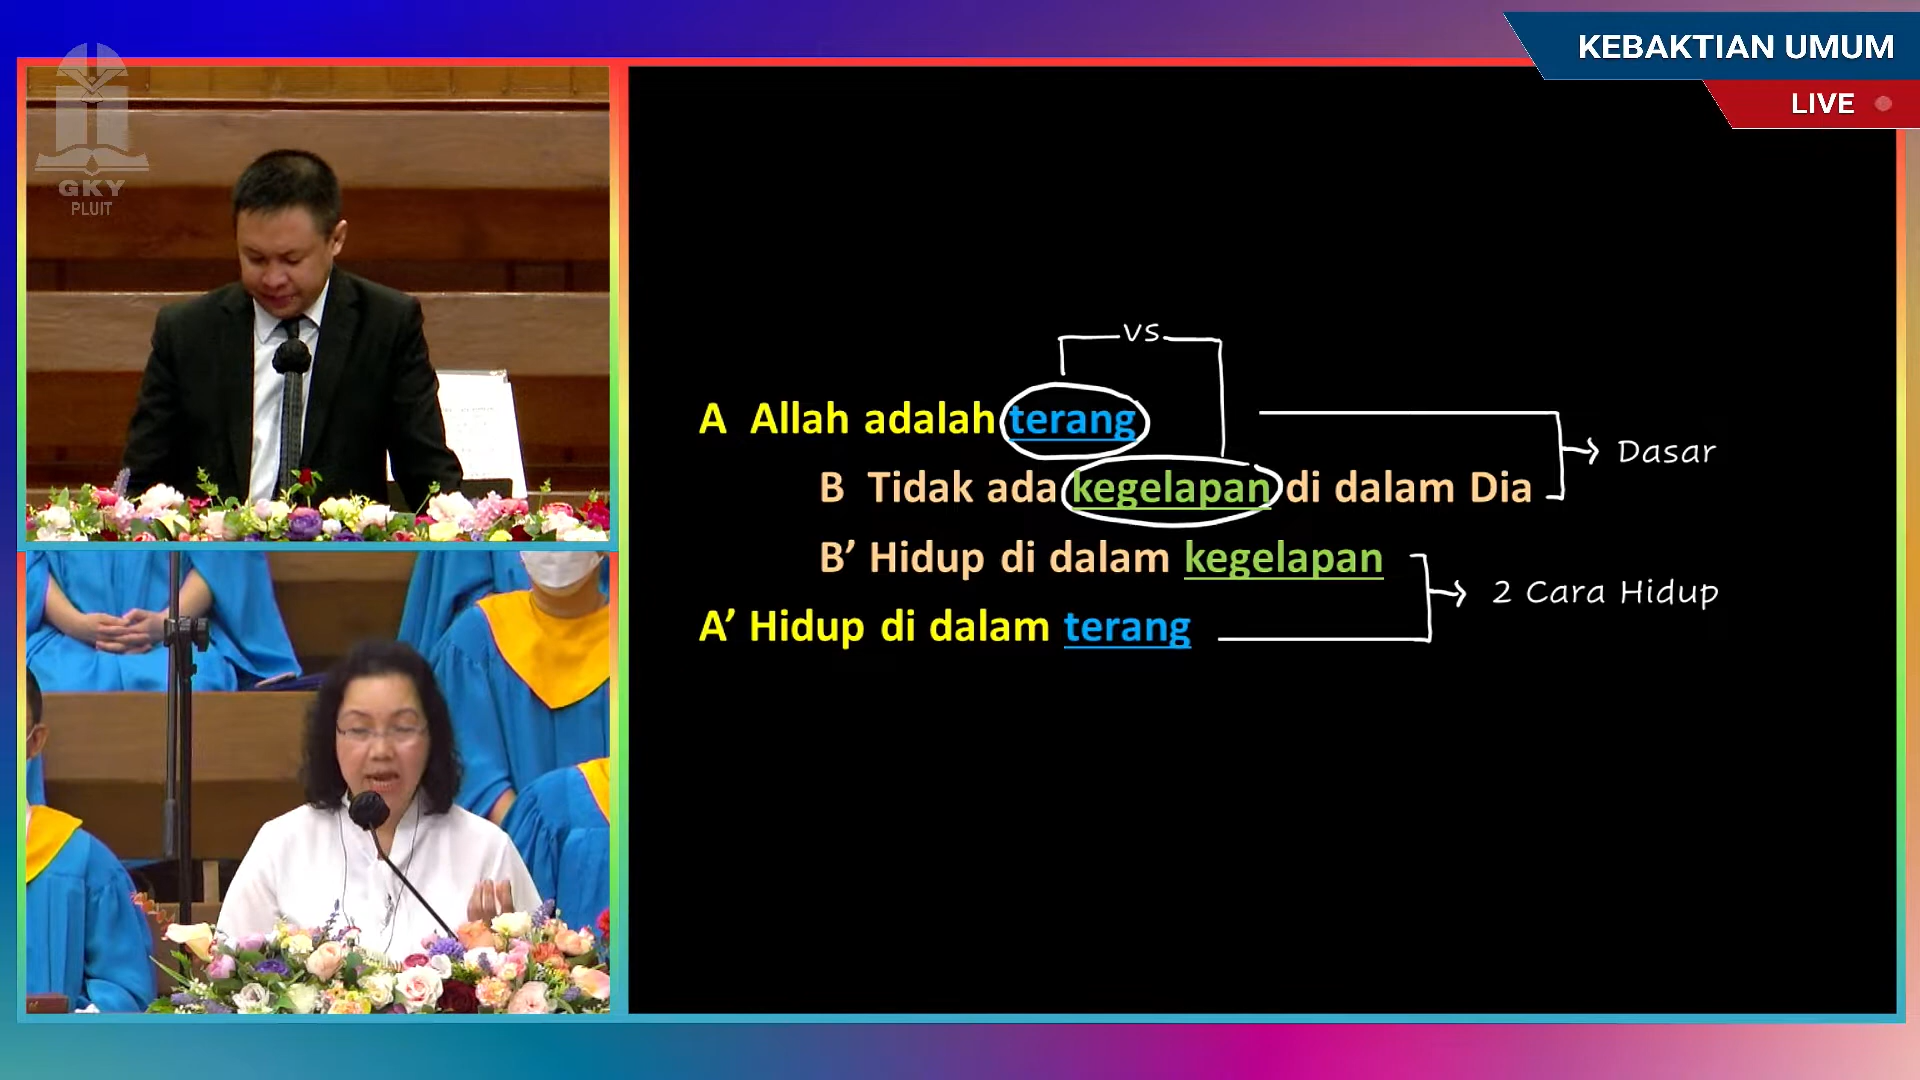 KEBAKTIAN UMUM
LIVE
GKY
PLUIT
VS
A Allah adalah terang
B Tidak ada kegelapan di dalam Dia
Dasar
B’ Hidup di dalam kegelapan
2 Cara Hidup
A’ Hidup di dalam terang